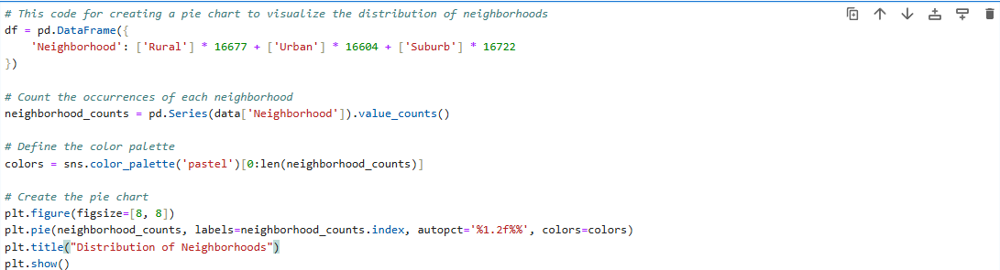 # This code for creating a pie chart to visualize the distribution of neighborhoods
df = pd.DataFrame({
    'Neighborhood': ['Rural'] * 16677 + ['Urban'] * 16604 + ['Suburb'] * 16722
})

# Count the occurrences of each neighborhood
neighborhood_counts = pd.Series(data['Neighborhood']).value_counts()

# Define the color palette
colors = sns.color_palette('pastel')[0:len(neighborhood_counts)]

# Create the pie chart
plt.figure(figsize=[8, 8])
plt.pie(neighborhood_counts, labels=neighborhood_counts.index, autopct='%1.2f%%', colors=colors)
plt.title("Distribution of Neighborhoods")
plt.show()